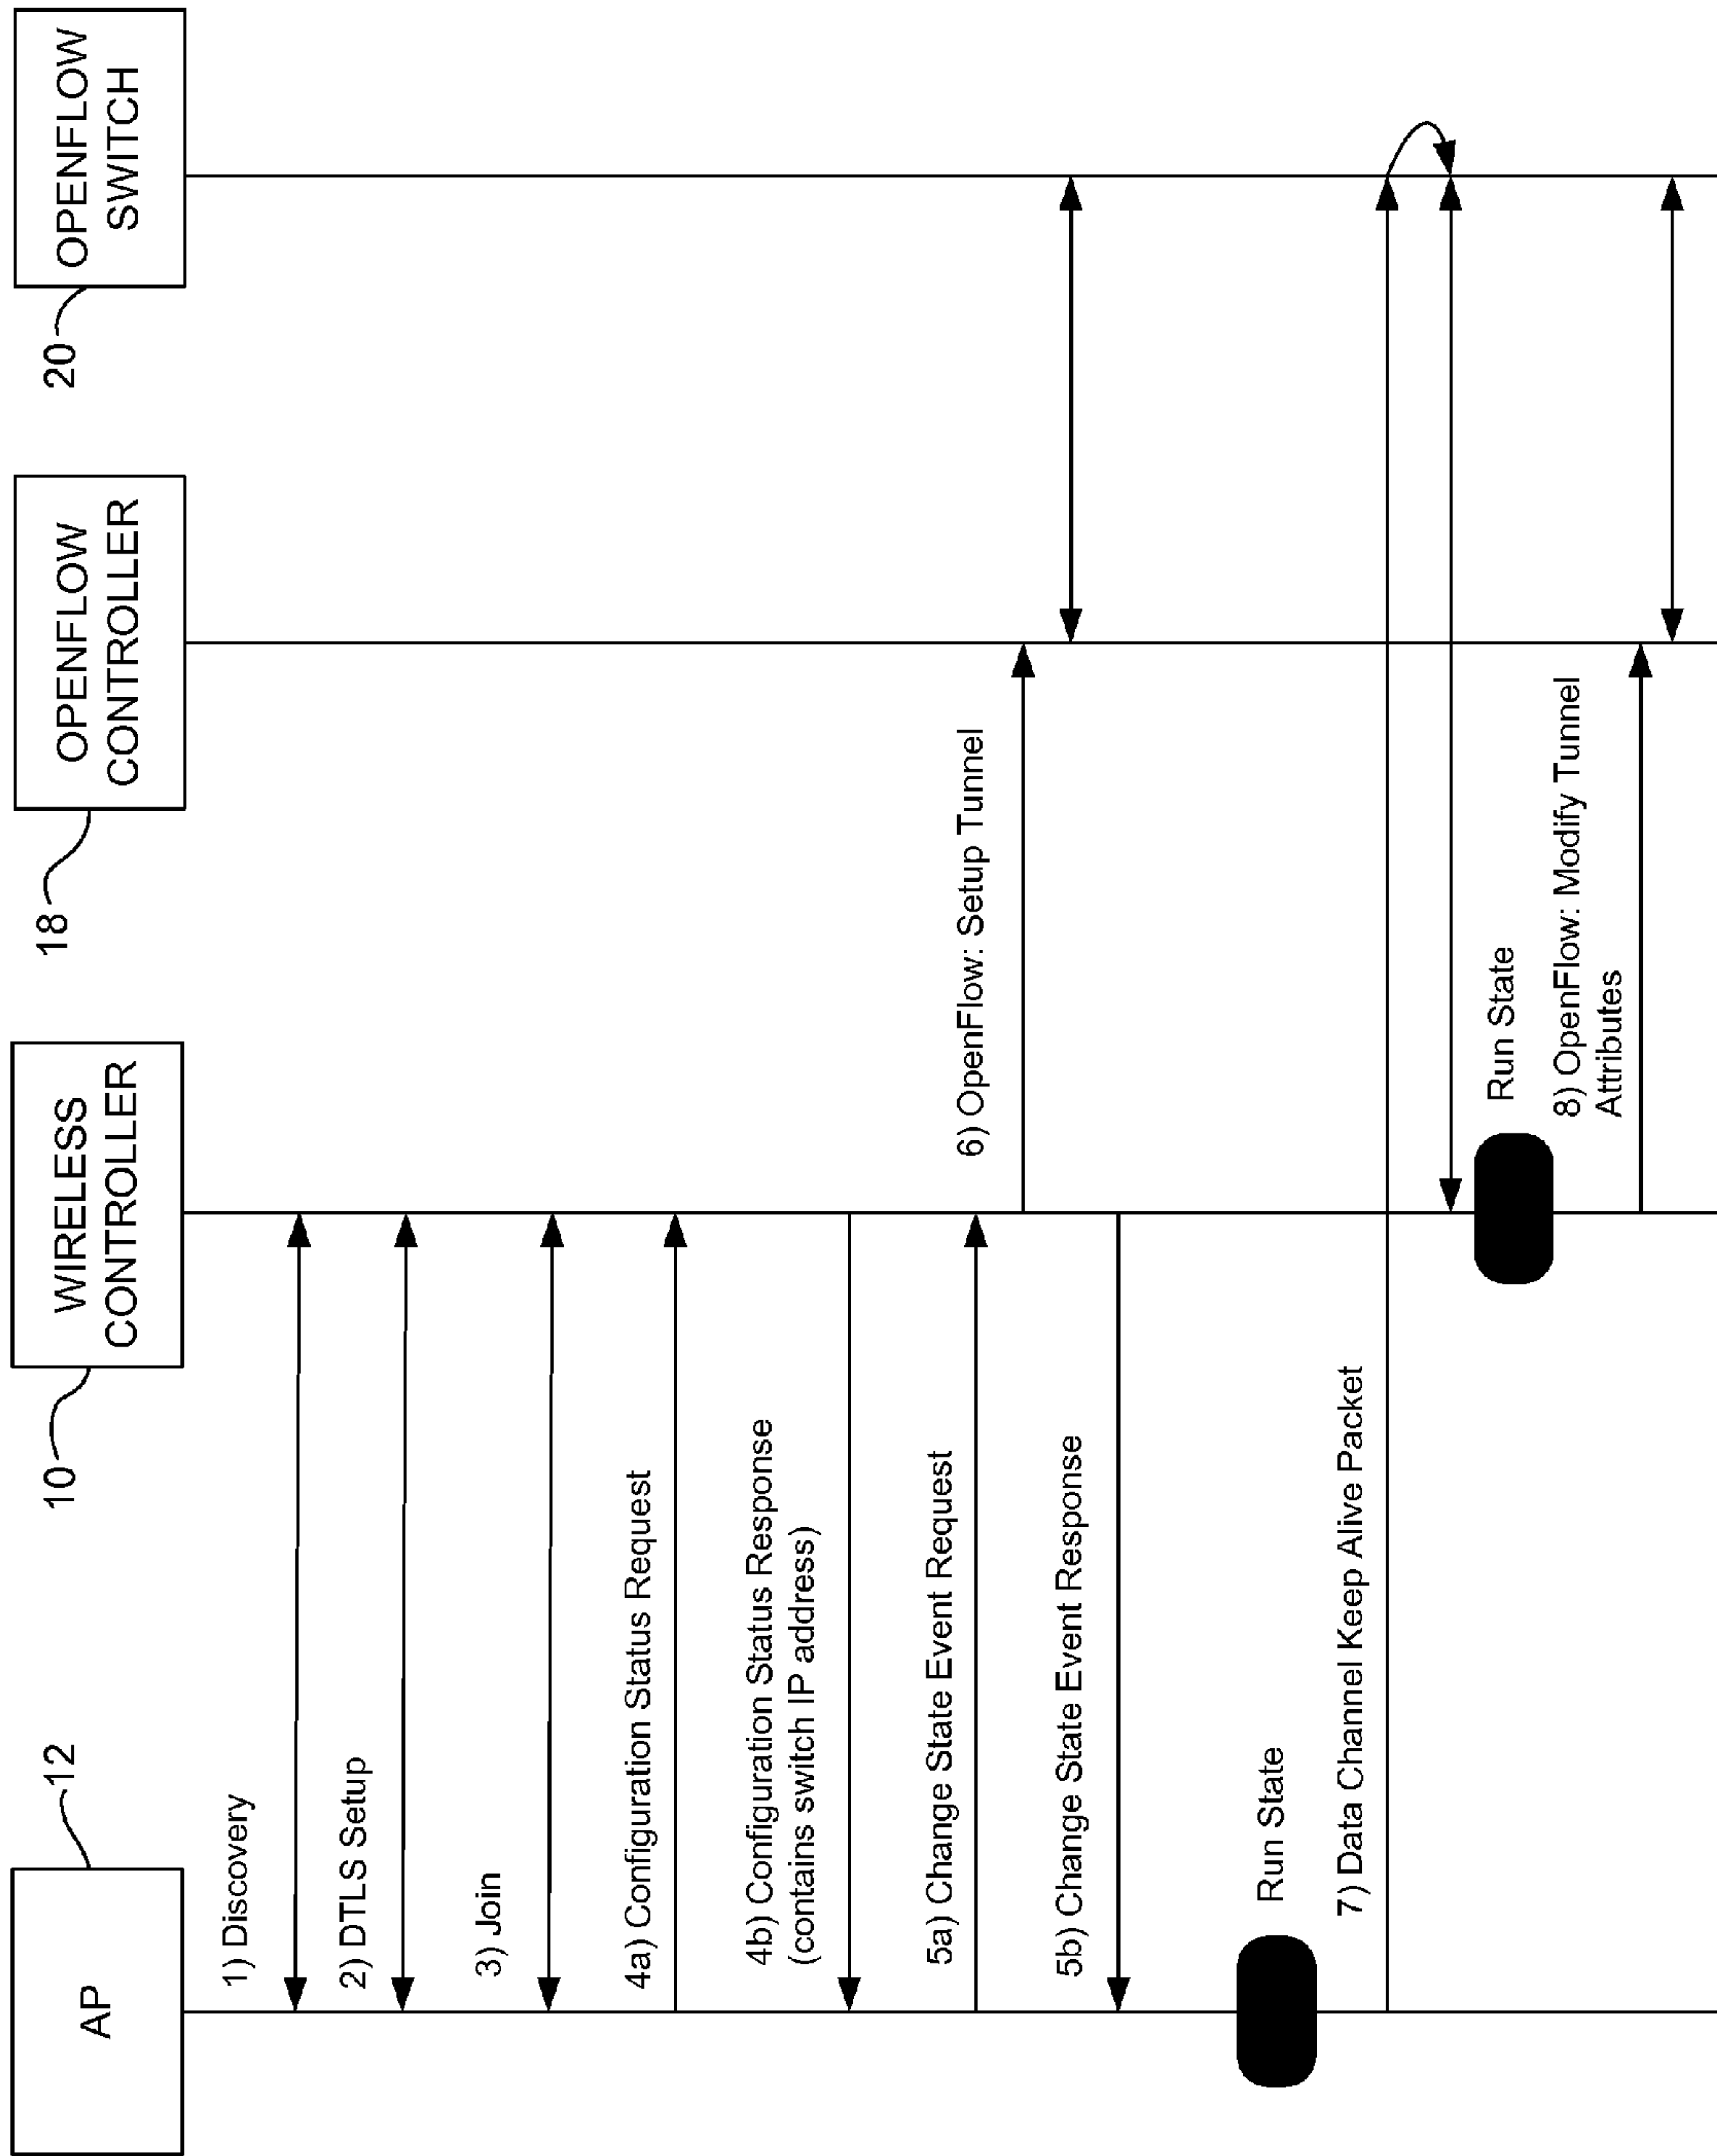 AP
12
WIRELESS
CONTROLLER
10
OPENFLOW
CONTROLLER
18
OPENFLOW
SWITCH
20
1) Discovery
2) DTLS Setup
3) Join
4a) Configuration Status Request
4b) Configuration Status Response
(contains switch IP address)
5a) Change State Event Request
6) OpenFlow: Setup Tunnel
5b) Change State Event Response
Run State
7) Data Channel Keep Alive Packet
Run State
8) OpenFlow: Modify Tunnel
Attributes